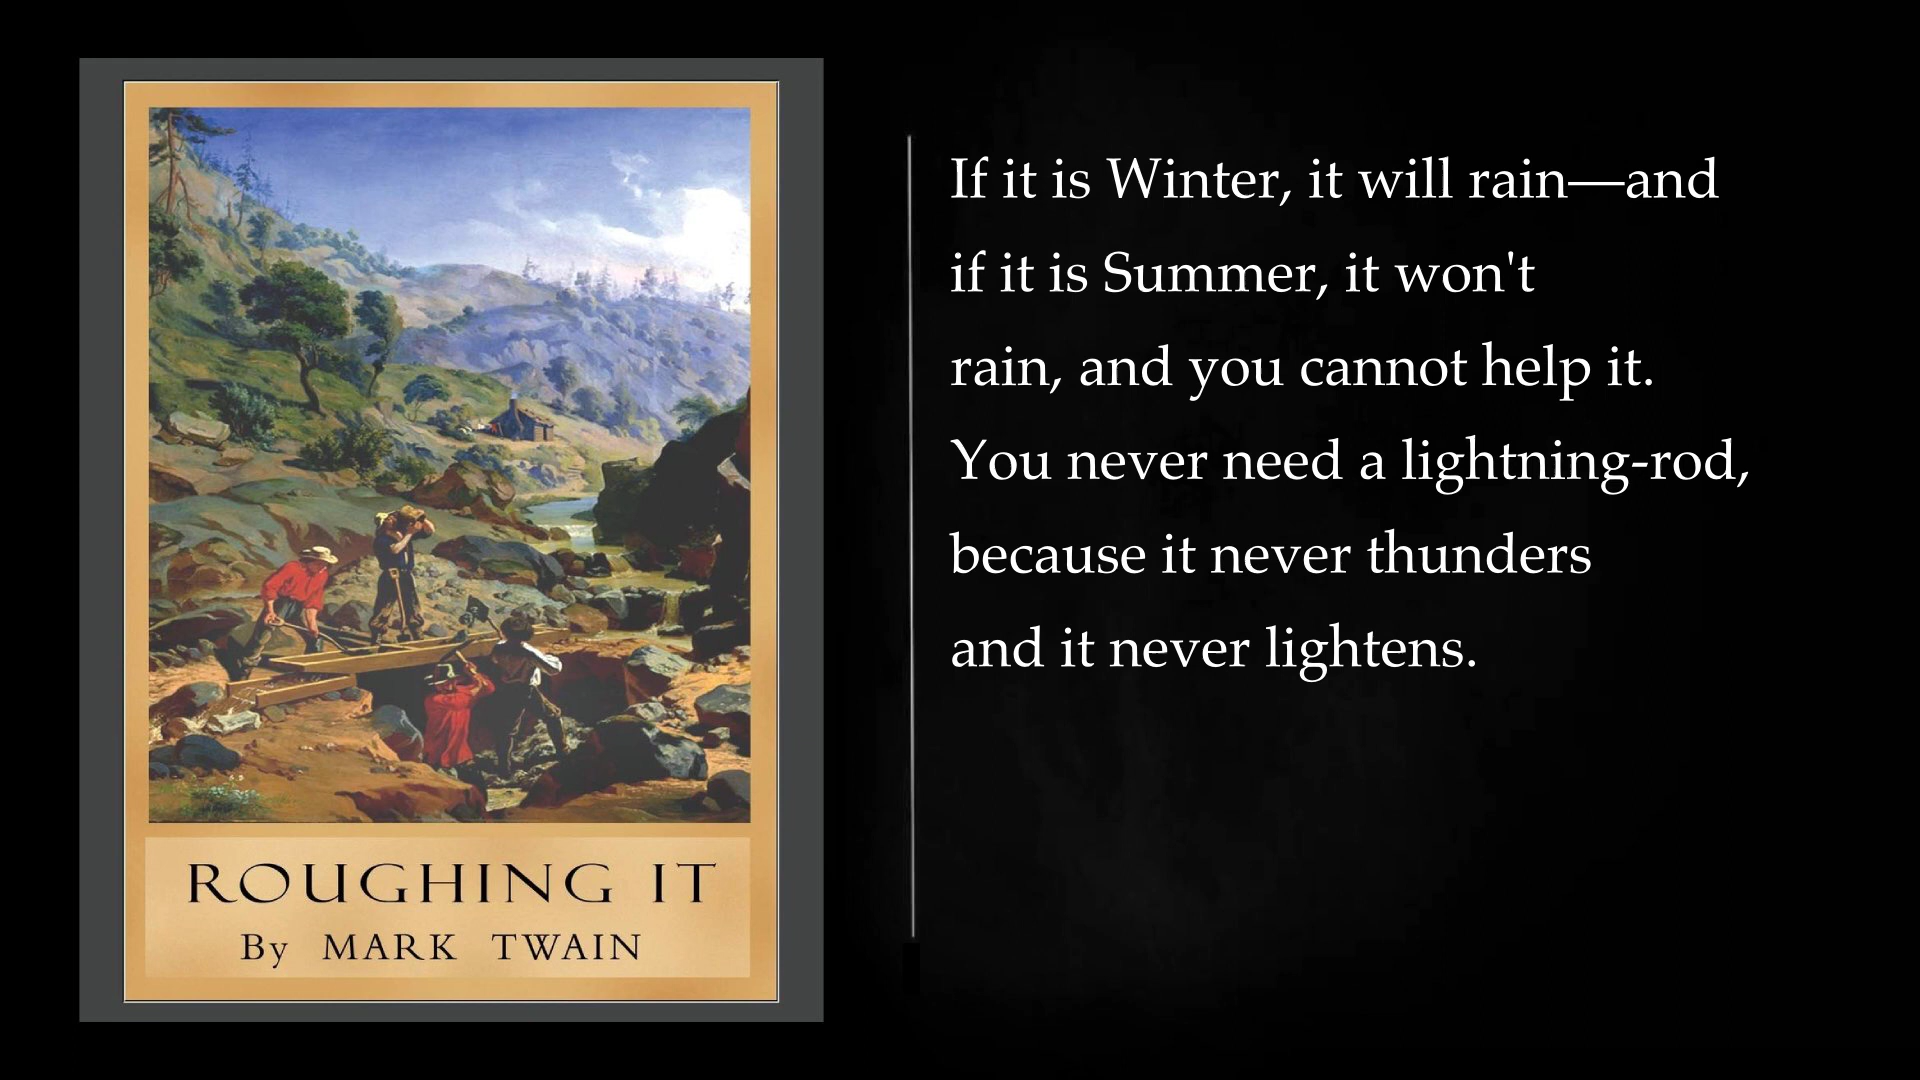 ROUGHING IT
By MARK TWAIN
If it is Winter, it will rain—and
if it is Summer, it won't
rain, and you cannot help it.
You never need a lightning-rod,
because it never thunders
and it never lightens.